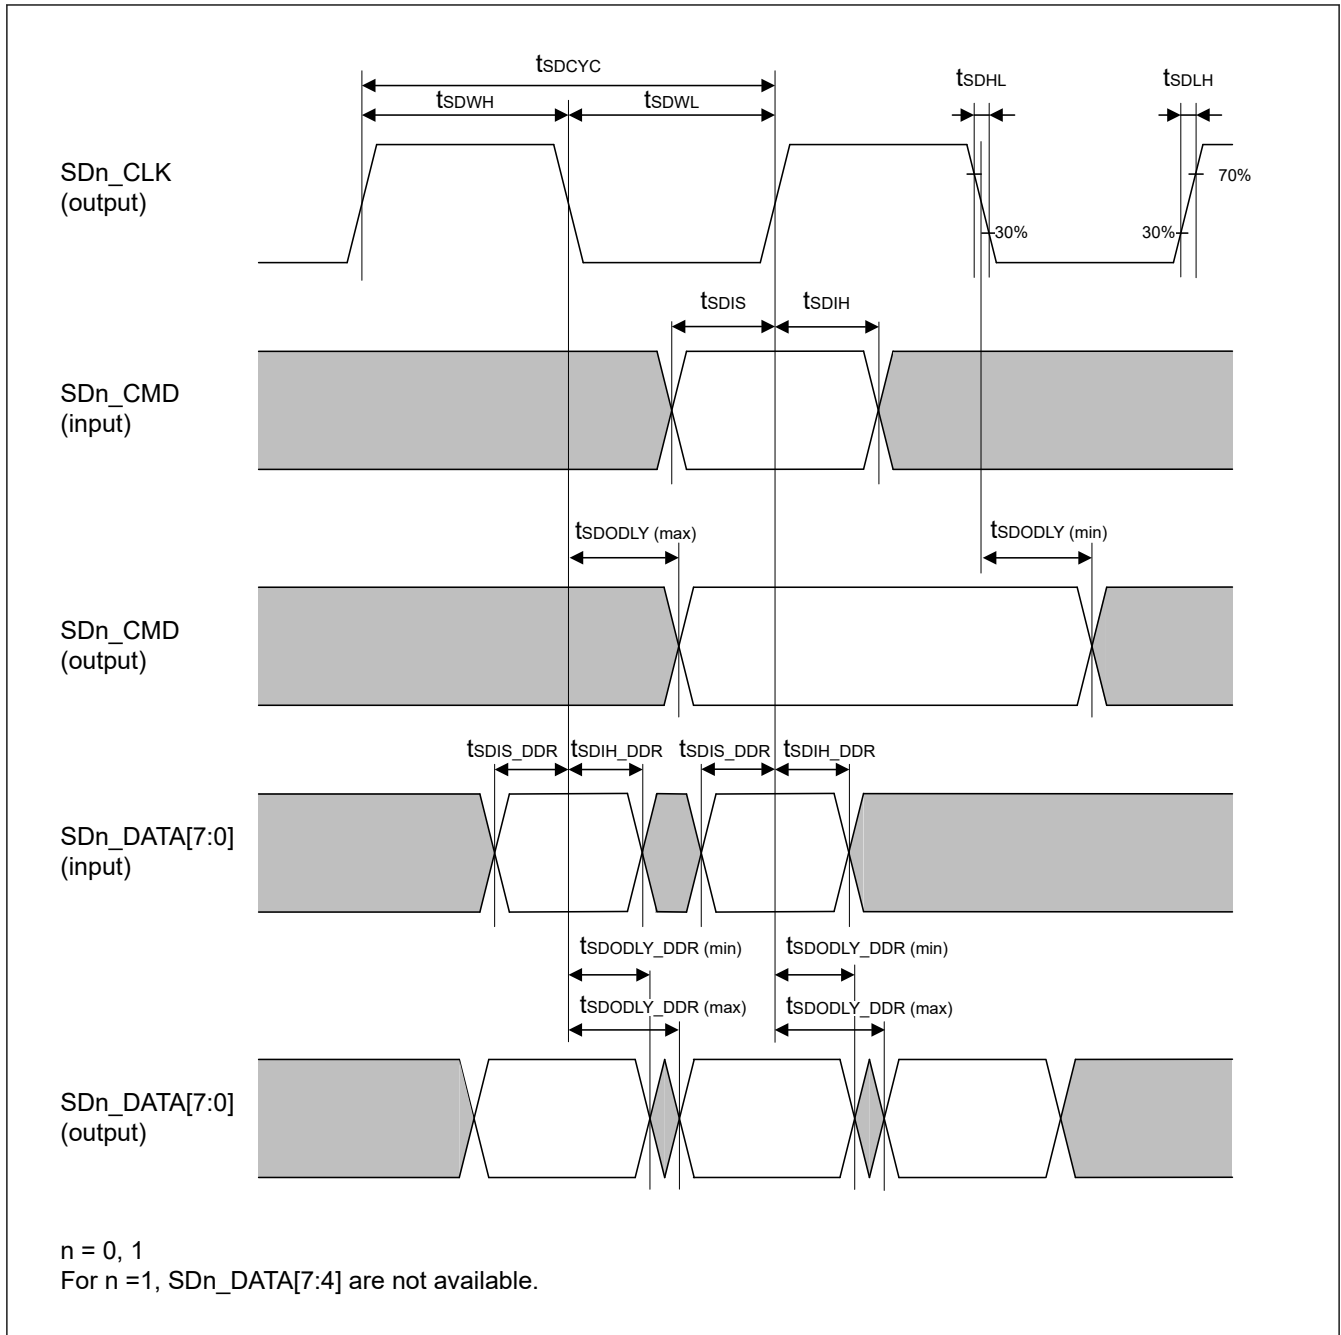 tSDCYC
tSDHL
tSDLH
tSDWH
tSDWL
SDn_CLK
(output)
70%
30%
30%
tSDIS
tSDIH
SDn_CMD
(input)
tSDODLY (max)
tSDODLY (min)
SDn_CMD
(output)
tSDIS_DDR
tSDIH_DDR
tSDIS_DDR
tSDIH_DDR
SDn_DATA[7:0]
(input)
tSDODLY_DDR (min)
tSDODLY_DDR (min)
tSDODLY_DDR (max)
tSDODLY_DDR (max)
SDn_DATA[7:0]
(output)
n = 0, 1
For n =1, SDn_DATA[7:4] are not available.